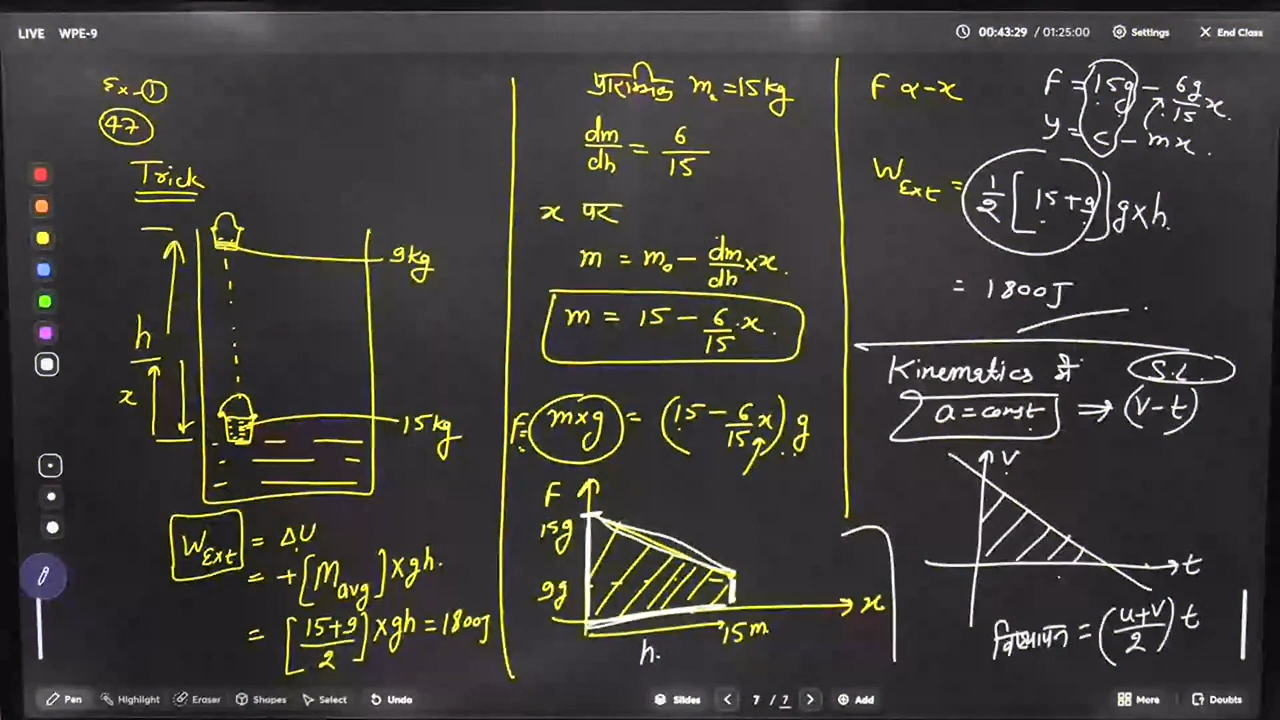 LIVE WPE-9
00:43:29 / 01:25:00 Settings End Class
Ex-①
47
Trick
9kg
h
x
15kg
W_Ext = ΔU
= +[M_avg] × gh.
= [15+9/2] × gh = 1800J
प्रारम्भिक m₀ = 15kg
dm/dh = 6/15
x पर
m = m₀ − dm/dh × x.
m = 15 − 6/15 . x .
F = m×g = (15 − 6/15 x) g
F
15g
9g
x
15m
h.
F ∝ −x
F = 15g − 6g/15 x.
y = c − mx .
W_Ext = 1/2 [15+9] g×h.
= 1800J
Kinematics of S.L.
a = const. ⇒ (v−t)
V
t
विस्थापन = (u+v/2) t
Pen Highlight Eraser Shapes Select Undo Slides 7 / 7 Add More Doubts